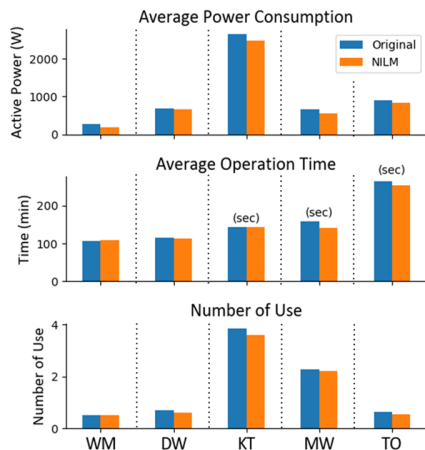 Average Power Consumption
Active Power (W)
2000
1000
0
Original
NILM
Average Operation Time
Time (min)
200
100
0
(sec)
(sec)
(sec)
Number of Use
Number of Use
4
2
0
WM DW KT MW TO